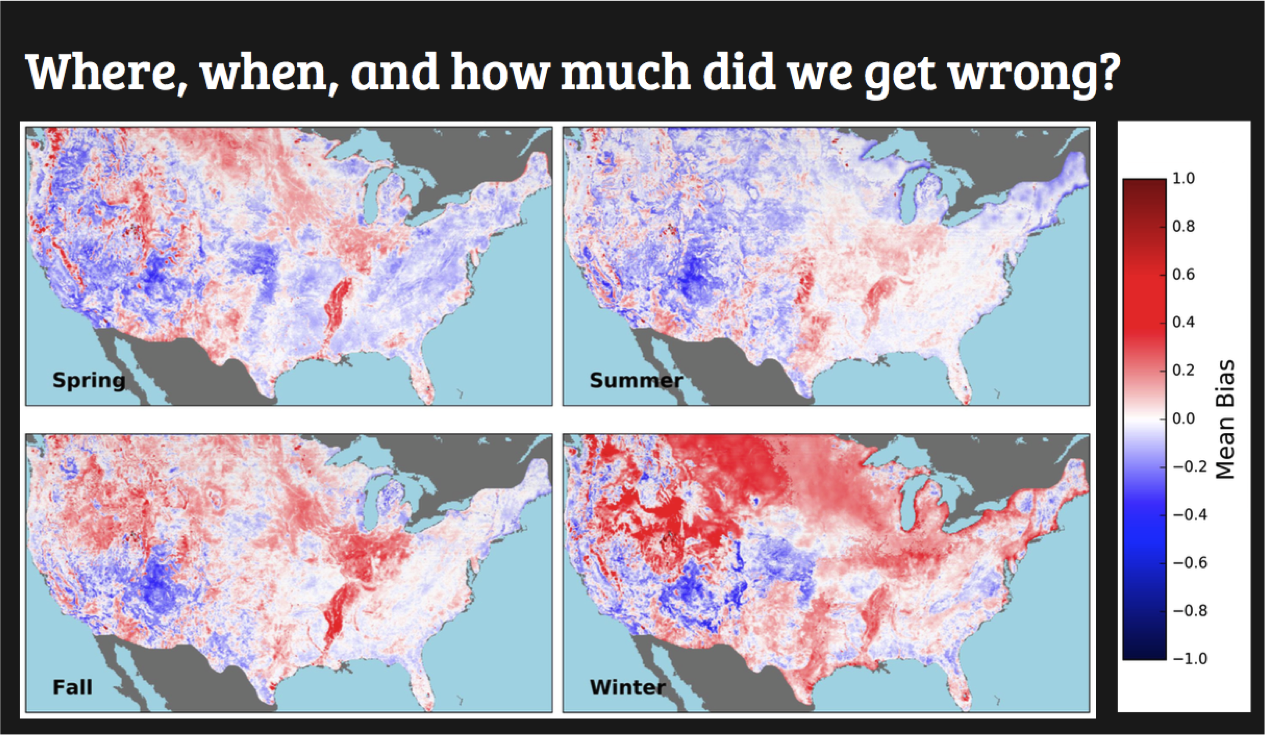 Where, when, and how much did we get wrong?
Spring
Summer
Fall
Winter
1.0
0.8
0.6
0.4
0.2
0.0
−0.2
−0.4
−0.6
−0.8
−1.0
Mean Bias